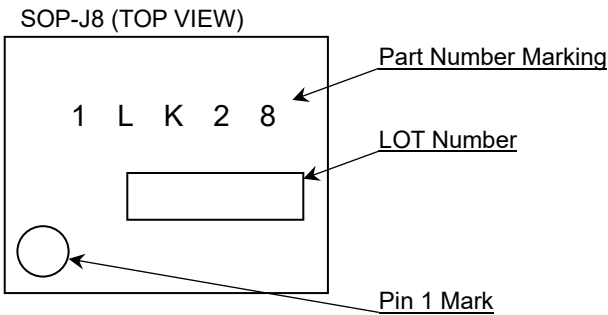 SOP-J8 (TOP VIEW)
Part Number Marking
1 L K 2 8
LOT Number
Pin 1 Mark